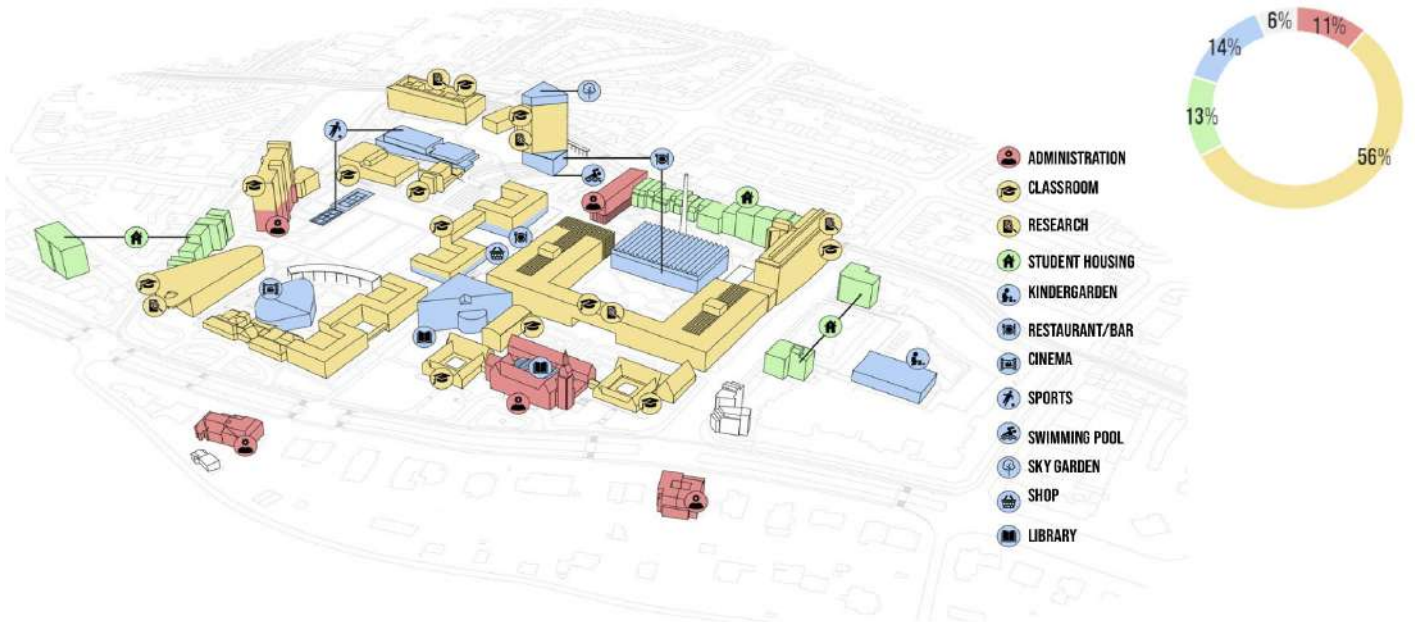 6%
11%
14%
13%
56%
ADMINISTRATION
CLASSROOM
RESEARCH
STUDENT HOUSING
KINDERGARDEN
RESTAURANT/BAR
CINEMA
SPORTS
SWIMMING POOL
SKY GARDEN
SHOP
LIBRARY